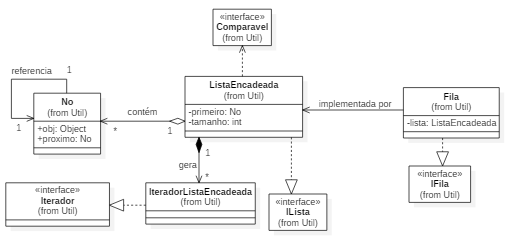 «interface»
Comparavel
(from Util)
referencia
1
1
No
(from Util)
+obj: Object
+proximo: No
contém
*
1
ListaEncadeada
(from Util)
-primeiro: No
-tamanho: int
implementada por
Fila
(from Util)
-lista: ListaEncadeada
1
gera
*
«interface»
IFila
(from Util)
«interface»
Iterador
(from Util)
IteradorListaEncadeada
(from Util)
«interface»
ILista
(from Util)